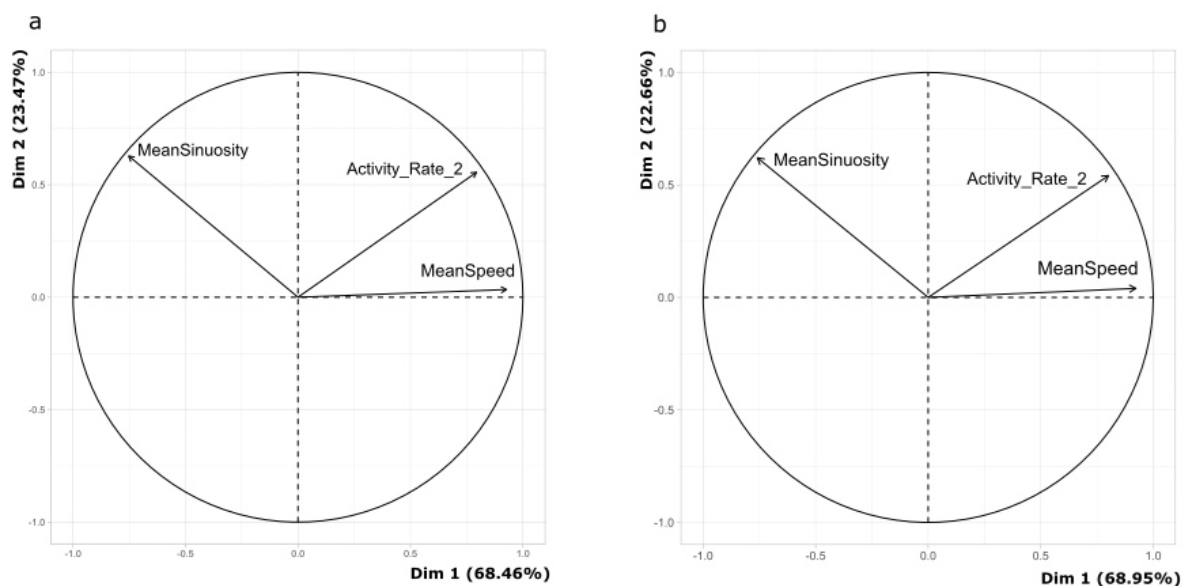 a
Dim 2 (23.47%)
1.0
0.5
0.0
-0.5
-1.0
MeanSinuosity
Activity_Rate_2
MeanSpeed
-1.0 -0.5 0.0 0.5 1.0
Dim 1 (68.46%)
b
Dim 2 (22.66%)
1.0
0.5
0.0
-0.5
-1.0
MeanSinuosity
Activity_Rate_2
MeanSpeed
-1.0 -0.5 0.0 0.5 1.0
Dim 1 (68.95%)